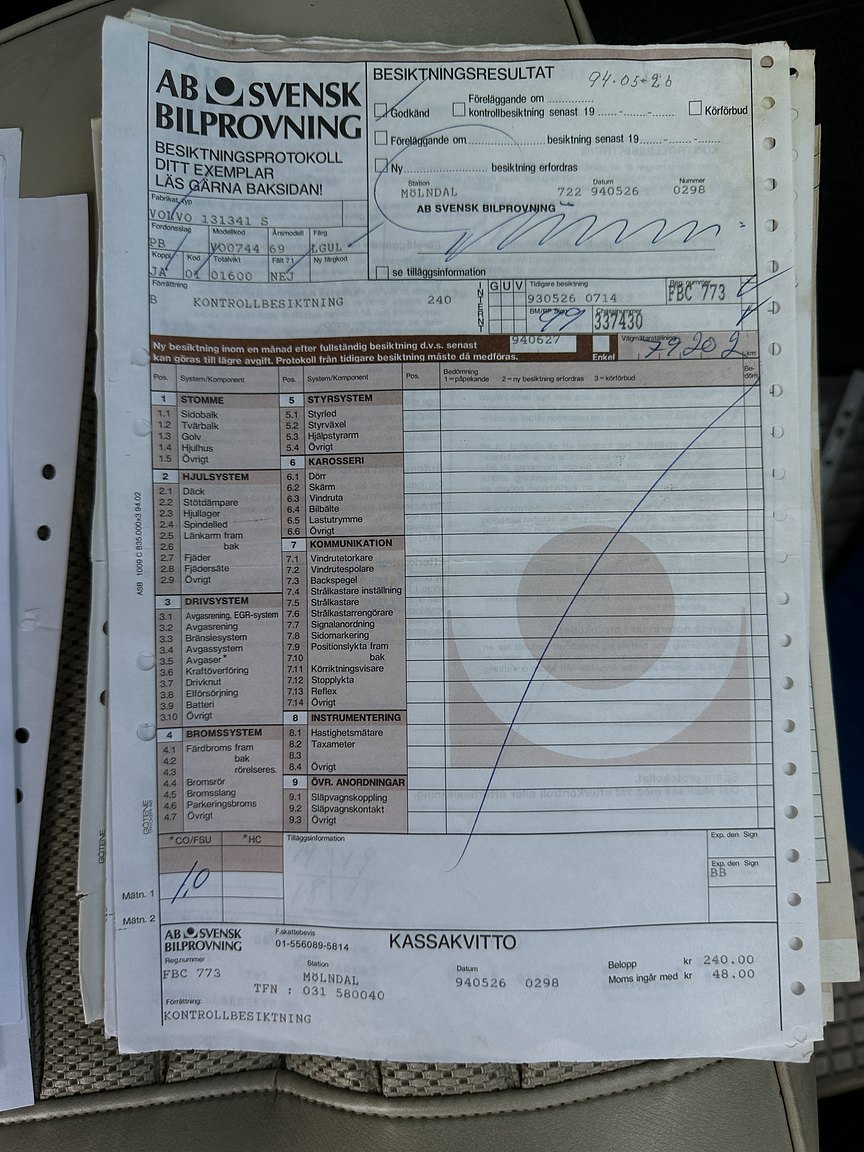 AB SVENSK
BILPROVNING
BESIKTNINGSPROTOKOLL
DITT EXEMPLAR
LÄS GÄRNA BAKSIDAN!
BESIKTNINGSRESULTAT 94-05-26
Godkänd
Föreläggande om ..............
kontrollbesiktning senast 19 .....-.....-.....
Körförbud
Föreläggande om .......................... besiktning senast 19 .....-.....-.....
Ny .......................... besiktning erfordras
Station Datum Nummer
MöLNDAL 722 940526 0298
AB SVENSK BILPROVNING
se tilläggsinformation
Fabrikat, typ
VOLVO 131341 S
Fordonsslag Modellkod Årsmodell Färg
PB V00744 69 LGUL
Koppl Kod Totalvikt Fält 71 Ny färgkod
JA 04 01600 NEJ
Förrättning
B KONTROLLBESIKTNING 240
INTERNT
G U V
Tidigare besiktning
930526 0714
Reg.nummer
FBC 773
337430
Ny besiktning inom en månad efter fullständig besiktning d.v.s. senast 940627
kan göras till lägre avgift. Protokoll från tidigare besiktning måste då medföras.
Enkel
Vägmätarställning
79202 km
Pos. System/Komponent Pos. System/Komponent Pos. Bedömning
1 = påpekande 2 = ny besiktning erfordras 3 = körförbud
Be-
döm.
1 STOMME
1.1 Sidobalk
1.2 Tvärbalk
1.3 Golv
1.4 Hjulhus
1.5 Övrigt
2 HJULSYSTEM
2.1 Däck
2.2 Stötdämpare
2.3 Hjullager
2.4 Spindelled
2.5 Länkarm fram
2.6 bak
2.7 Fjäder
2.8 Fjädersäte
2.9 Övrigt
3 DRIVSYSTEM
3.1 Avgasrening, EGR-system
3.2 Avgasrening
3.3 Bränslesystem
3.4 Avgassystem
3.5 Avgaser*
3.6 Kraftöverföring
3.7 Drivknut
3.8 Elförsörjning
3.9 Batteri
3.10 Övrigt
4 BROMSSYSTEM
4.1 Färdbroms fram
4.2 bak
4.3 rörelseres.
4.4 Bromsrör
4.5 Bromsslang
4.6 Parkeringsbroms
4.7 Övrigt
5 STYRSYSTEM
5.1 Styrled
5.2 Styrväxel
5.3 Hjälpstyrarm
5.4 Övrigt
6 KAROSSERI
6.1 Dörr
6.2 Skärm
6.3 Vindruta
6.4 Bilbälte
6.5 Lastutrymme
6.6 Övrigt
7 KOMMUNIKATION
7.1 Vindrutetorkare
7.2 Vindrutespolare
7.3 Backspegel
7.4 Strålkastare inställning
7.5 Strålkastare
7.6 Strålkastarrengörare
7.7 Signalanordning
7.8 Sidomarkering
7.9 Positionslykta fram
7.10 bak
7.11 Körriktningsvisare
7.12 Stopplykta
7.13 Reflex
7.14 Övrigt
8 INSTRUMENTERING
8.1 Hastighetsmätare
8.2 Taxameter
8.3
8.4 Övrigt
9 ÖVR. ANORDNINGAR
9.1 Släpvagnskoppling
9.2 Släpvagnskontakt
9.3 Övrigt
*CO/FSU *HC
Tilläggsinformation
Exp. den Sign
1,0
Exp. den Sign
BB
Mätn. 1
Mätn. 2
AB SVENSK
BILPROVNING
F.skattebevis
01-556089-5814
KASSAKVITTO
Reg.nummer Station Datum
FBC 773 MöLNDAL 940526 0298
TFN : 031 580040
Belopp kr 240.00
Moms ingår med kr 48.00
Förrättning:
KONTROLLBESIKTNING